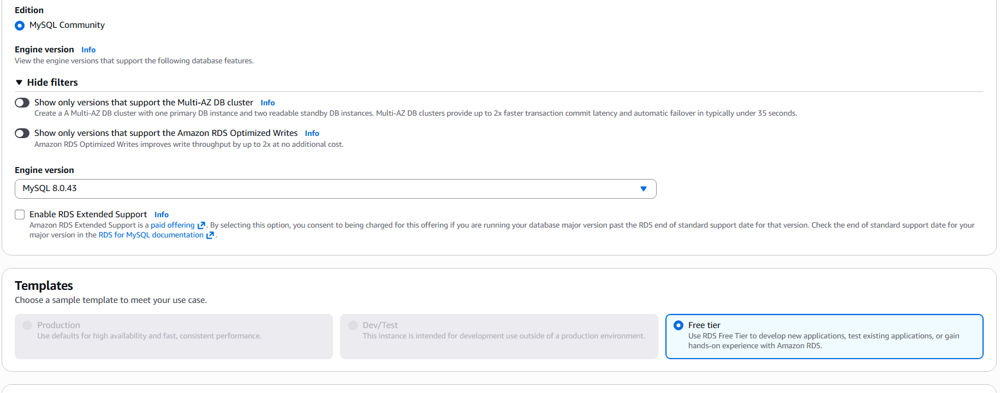 Edition
MySQL Community
Engine version Info
View the engine versions that support the following database features.
Hide filters
Show only versions that support the Multi-AZ DB cluster Info
Create a A Multi-AZ DB cluster with one primary DB instance and two readable standby DB instances. Multi-AZ DB clusters provide up to 2x faster transaction commit latency and automatic failover in typically under 35 seconds.
Show only versions that support the Amazon RDS Optimized Writes Info
Amazon RDS Optimized Writes improves write throughput by up to 2x at no additional cost.
Engine version
MySQL 8.0.43
Enable RDS Extended Support Info
Amazon RDS Extended Support is a paid offering. By selecting this option, you consent to being charged for this offering if you are running your database major version past the RDS end of standard support date for that version. Check the end of standard support date for your
major version in the RDS for MySQL documentation.
Templates
Choose a sample template to meet your use case.
Production
Use defaults for high availability and fast, consistent performance.
Dev/Test
This instance is intended for development use outside of a production environment.
Free tier
Use RDS Free Tier to develop new applications, test existing applications, or gain
hands-on experience with Amazon RDS.